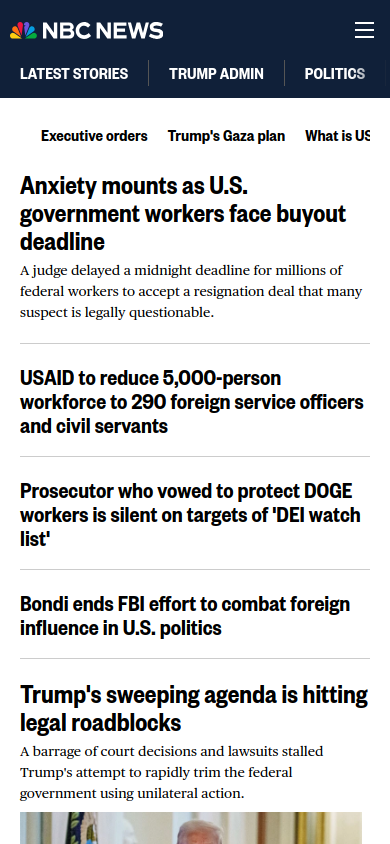 NBC NEWS
LATEST STORIES
TRUMP ADMIN
POLITICS
Executive orders
Trump's Gaza plan
What is US
Anxiety mounts as U.S.
government workers face buyout
deadline
A judge delayed a midnight deadline for millions of
federal workers to accept a resignation deal that many
suspect is legally questionable.
USAID to reduce 5,000-person
workforce to 290 foreign service officers
and civil servants
Prosecutor who vowed to protect DOGE
workers is silent on targets of 'DEI watch
list'
Bondi ends FBI effort to combat foreign
influence in U.S. politics
Trump's sweeping agenda is hitting
legal roadblocks
A barrage of court decisions and lawsuits stalled
Trump's attempt to rapidly trim the federal
government using unilateral action.